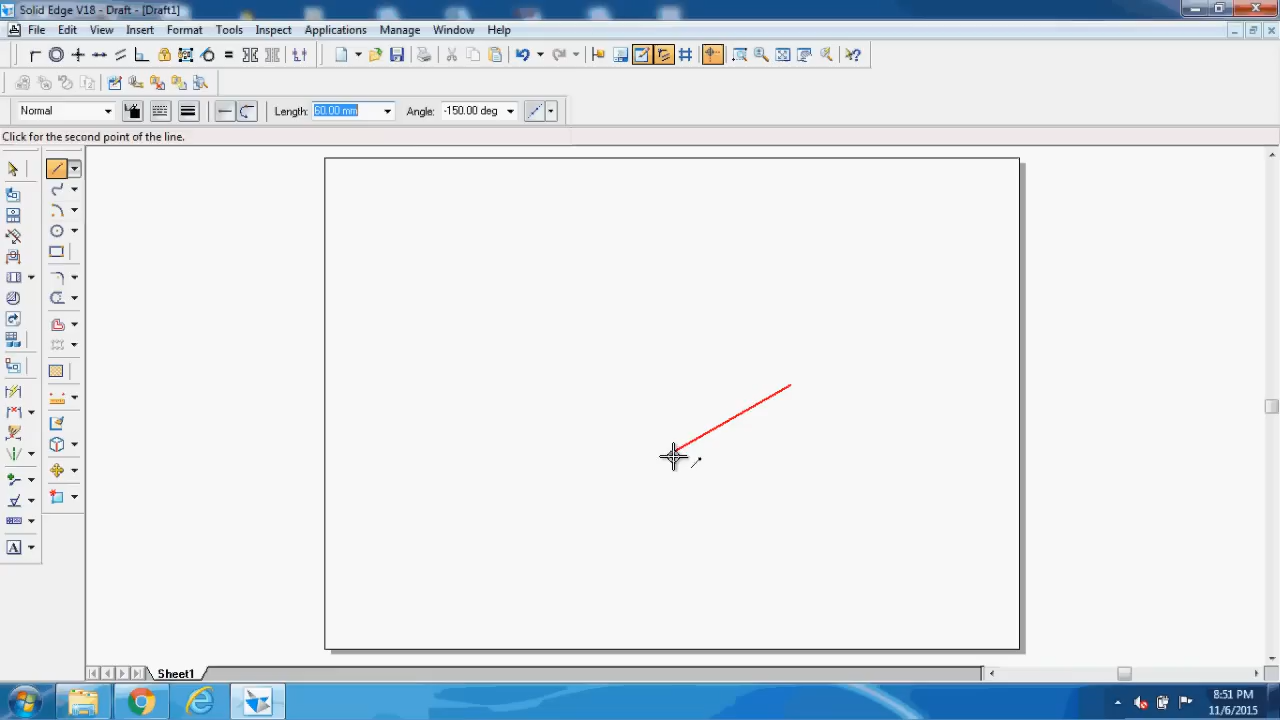 Solid Edge V18 - Draft - [Draft1]
File Edit View Insert Format Tools Inspect Applications Manage Window Help
Normal Length: 60.00 mm Angle: -150.00 deg
Click for the second point of the line.
A
Sheet1
8:51 PM
11/6/2015